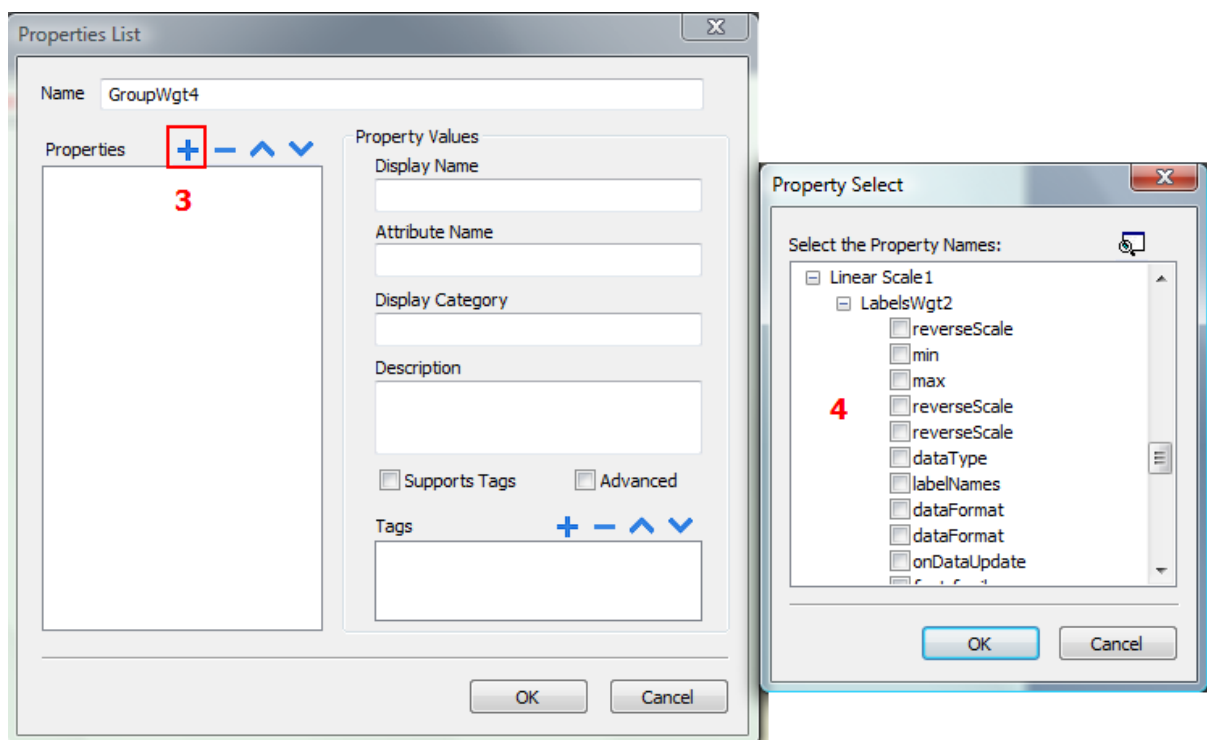 Properties List
Name GroupWgt4
Properties
3
Property Values
Display Name
Attribute Name
Display Category
Description
Supports Tags Advanced
Tags
OK Cancel
Property Select
Select the Property Names:
Linear Scale1
LabelsWgt2
reverseScale
min
max
4
reverseScale
reverseScale
dataType
labelNames
dataFormat
dataFormat
onDataUpdate
OK Cancel